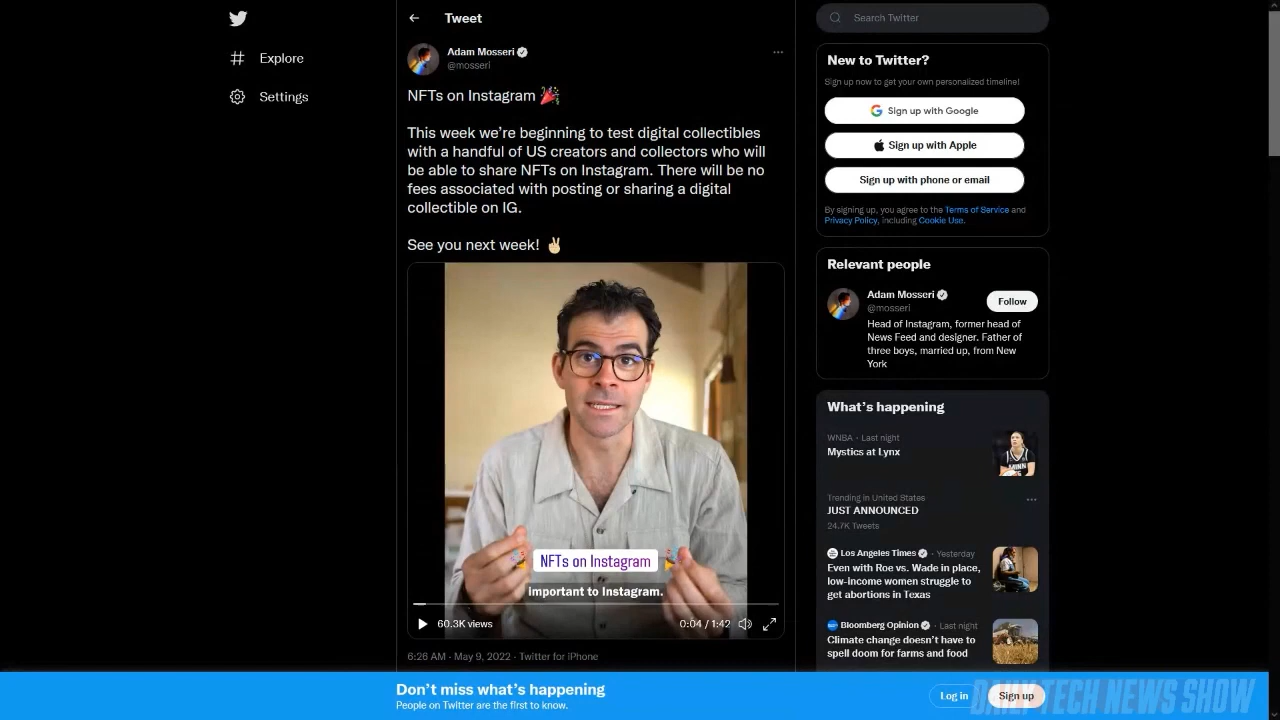 Tweet
Search Twitter
Explore
Settings
Adam Mosseri
@mosseri
NFTs on Instagram 🎉
This week we're beginning to test digital collectibles
with a handful of US creators and collectors who will
be able to share NFTs on Instagram. There will be no
fees associated with posting or sharing a digital
collectible on IG.
See you next week! ✌🏻
NFTs on Instagram
important to Instagram.
60.3K views
0:04 / 1:42
6:26 AM · May 9, 2022 · Twitter for iPhone
New to Twitter?
Sign up now to get your own personalized timeline!
Sign up with Google
Sign up with Apple
Sign up with phone or email
By signing up, you agree to the Terms of Service and
Privacy Policy, including Cookie Use.
Relevant people
Adam Mosseri
@mosseri
Follow
Head of Instagram, former head of
News Feed and designer. Father of
three boys, married up, from New
York
What's happening
WNBA · Last night
Mystics at Lynx
MINN
Trending in United States
JUST ANNOUNCED
24.7K Tweets
Los Angeles Times · Yesterday
Even with Roe vs. Wade in place,
low-income women struggle to
get abortions in Texas
Bloomberg Opinion · Last night
Climate change doesn't have to
spell doom for farms and food
Don't miss what's happening
People on Twitter are the first to know.
Log in
Sign up
DAILY TECH NEWS SHOW